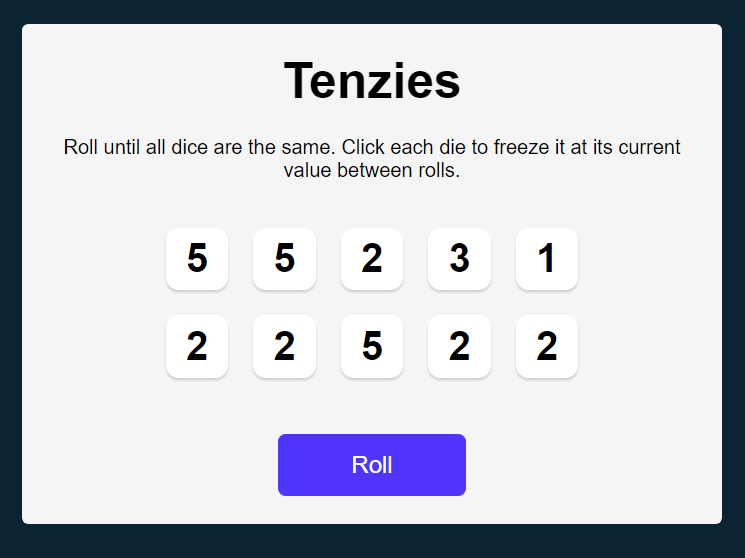 Tenzies
Roll until all dice are the same. Click each die to freeze it at its current
value between rolls.
5 5 2 3 1
2 2 5 2 2
Roll